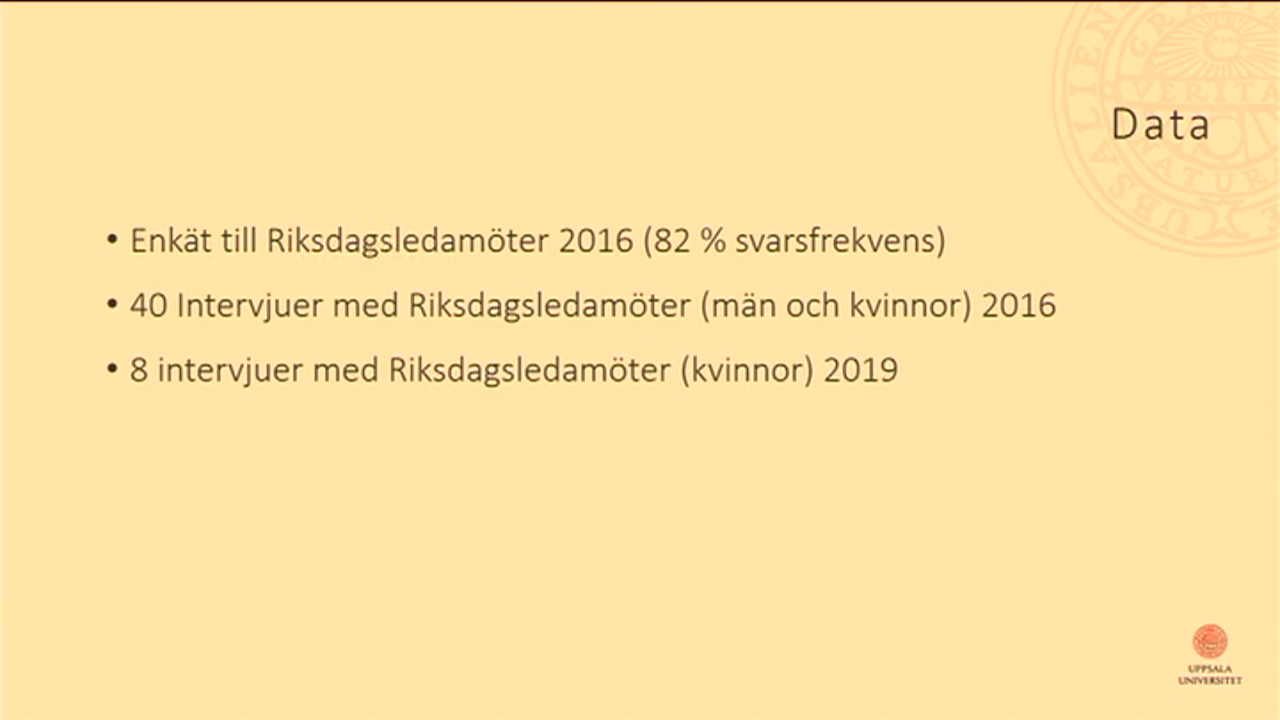 Data
• Enkät till Riksdagsledamöter 2016 (82 % svarsfrekvens)
• 40 Intervjuer med Riksdagsledamöter (män och kvinnor) 2016
• 8 intervjuer med Riksdagsledamöter (kvinnor) 2019
UPPSALA
UNIVERSITET